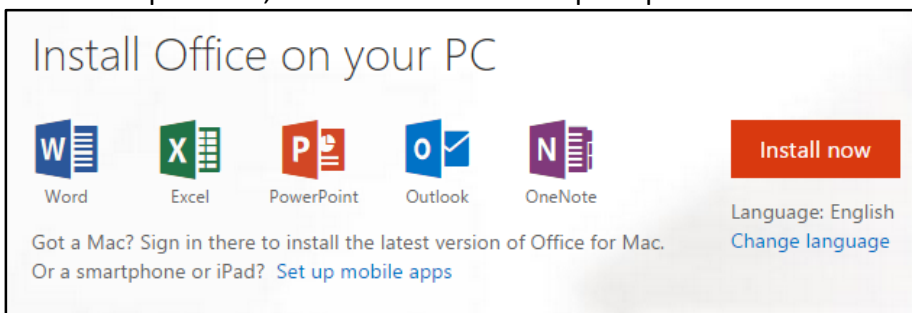 Install Office on your PC
W X P O N
Word Excel PowerPoint Outlook OneNote
Install now
Language: English
Change language
Got a Mac? Sign in there to install the latest version of Office for Mac.
Or a smartphone or iPad? Set up mobile apps